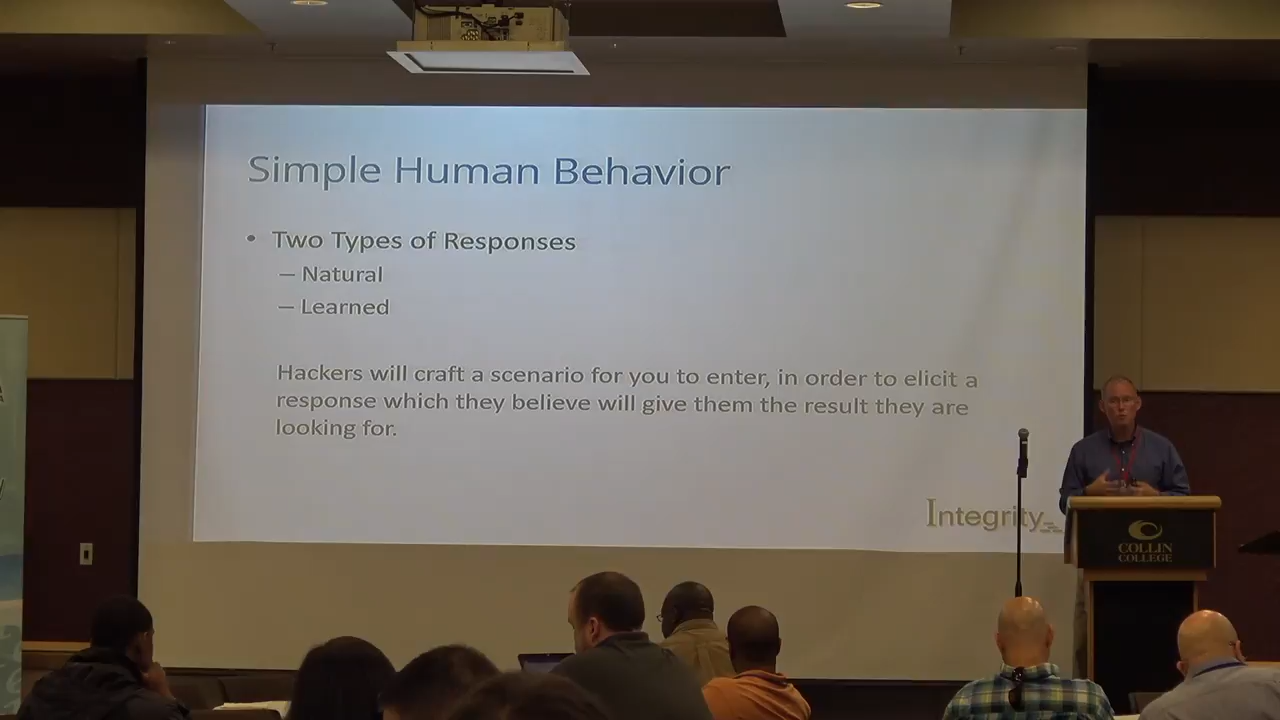 Simple Human Behavior
• Two Types of Responses
– Natural
– Learned
Hackers will craft a scenario for you to enter, in order to elicit a
response which they believe will give them the result they are
looking for.
Integrity
COLLIN
COLLEGE